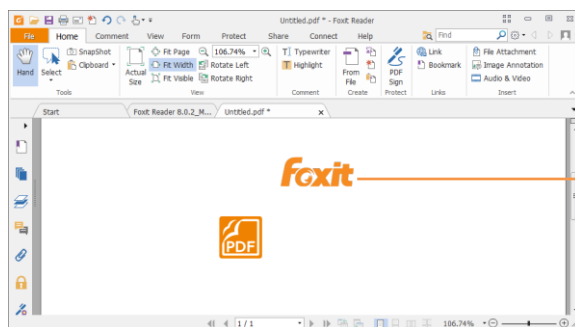 Untitled.pdf * - Foxit Reader
File Home Comment View Form Protect Share Connect Help Find
Hand
Select
SnapShot
Clipboard
Actual Size
Fit Page
Fit Width
Fit Visible
106.74%
Rotate Left
Rotate Right
Typewriter
Highlight
From File
PDF Sign
Link
Bookmark
File Attachment
Image Annotation
Audio & Video
Tools View Comment Create Protect Links Insert
Start Foxit Reader 6.0.2_M... Untitled.pdf * x
foxit
PDF
1 / 1 106.74%